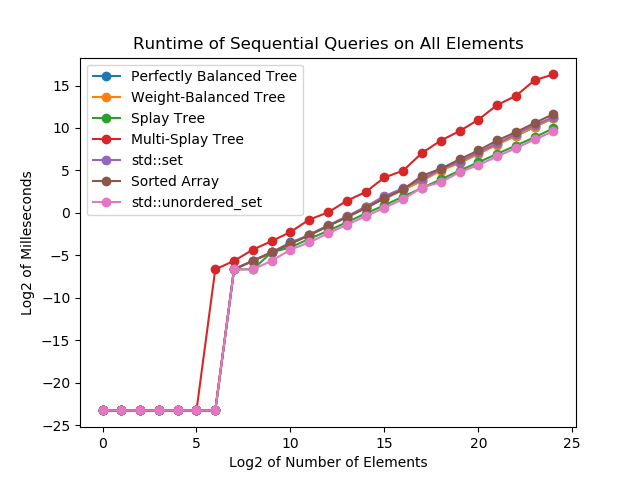 Runtime of Sequential Queries on All Elements
Perfectly Balanced Tree
Weight-Balanced Tree
Splay Tree
Multi-Splay Tree
std::set
Sorted Array
std::unordered_set
Log2 of Milleseconds
15
10
5
0
−5
−10
−15
−20
−25
0 5 10 15 20 25
Log2 of Number of Elements